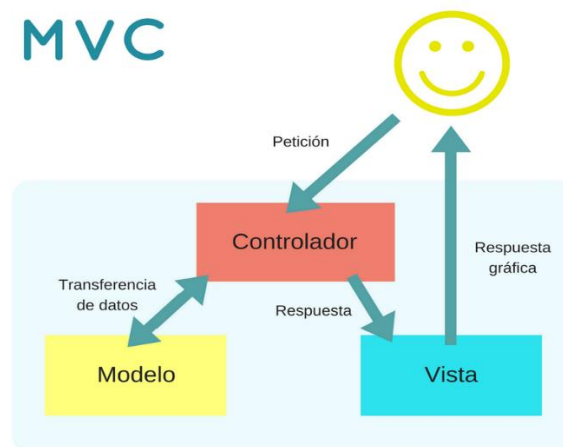 MVC
Petición
Controlador
Transferencia
de datos
Respuesta
Respuesta
gráfica
Modelo
Vista